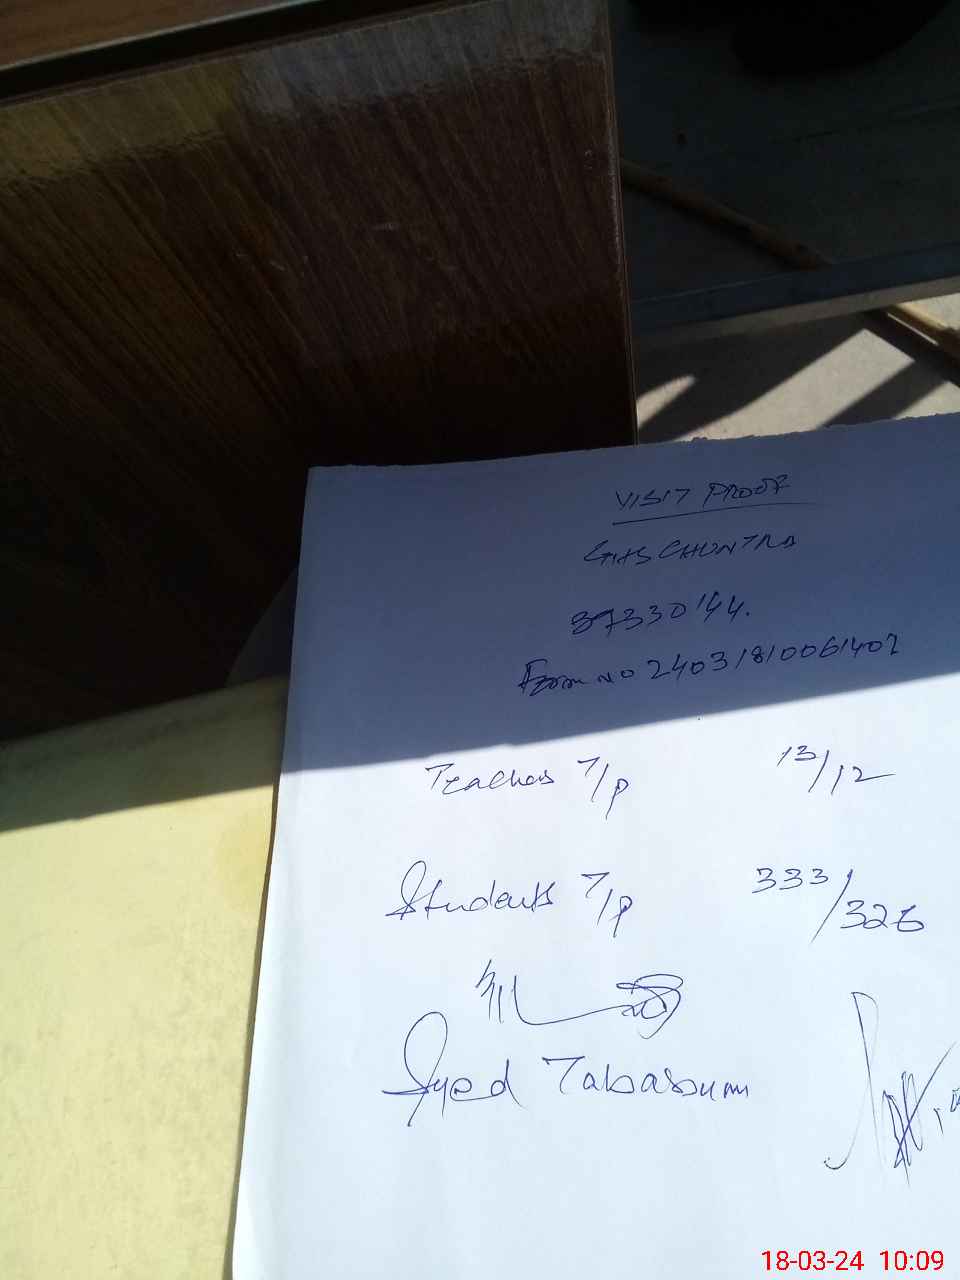 VISIT PROOF
GHS CHUNTRA
37330144.
Form No 24031810061402
Teachers T/P 13/12
Students T/P 333/326
Syed Tabassum
18-03-24 10:09